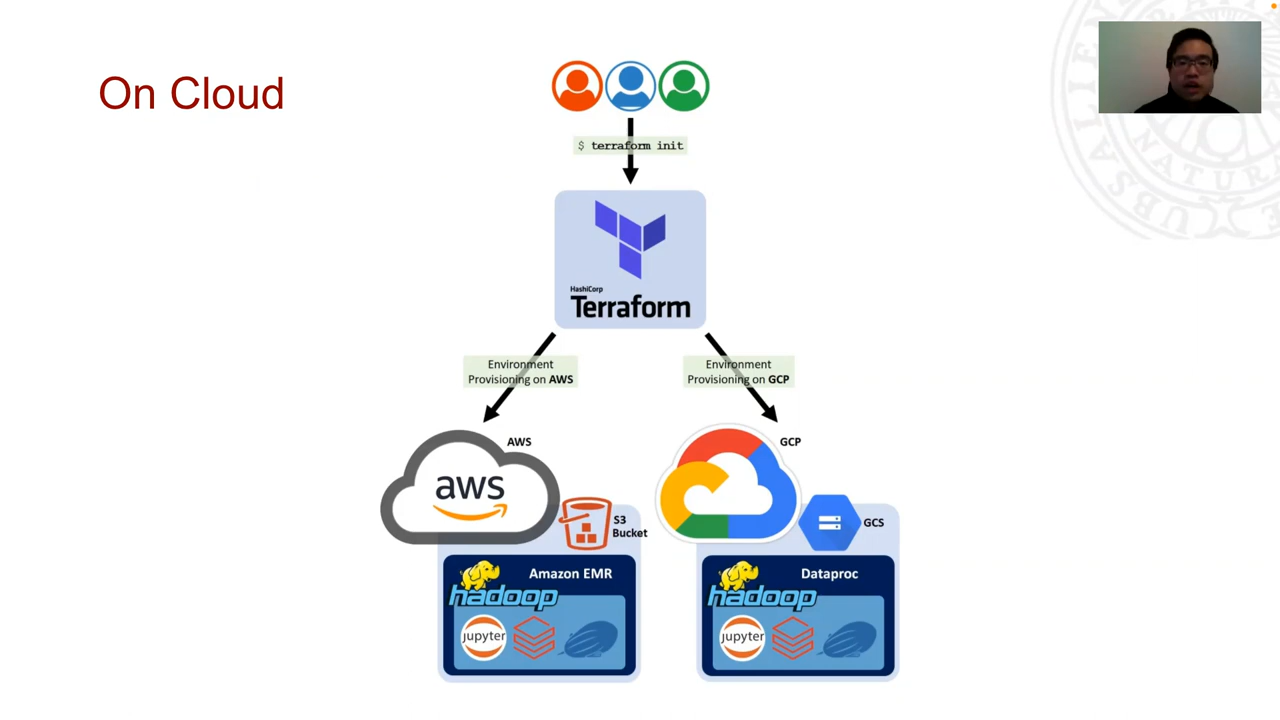 On Cloud
$ terraform init
HashiCorp
Terraform
Environment
Provisioning on AWS
Environment
Provisioning on GCP
AWS
aws
S3
Bucket
GCP
GCS
Amazon EMR
hadoop
jupyter
Dataproc
hadoop
jupyter